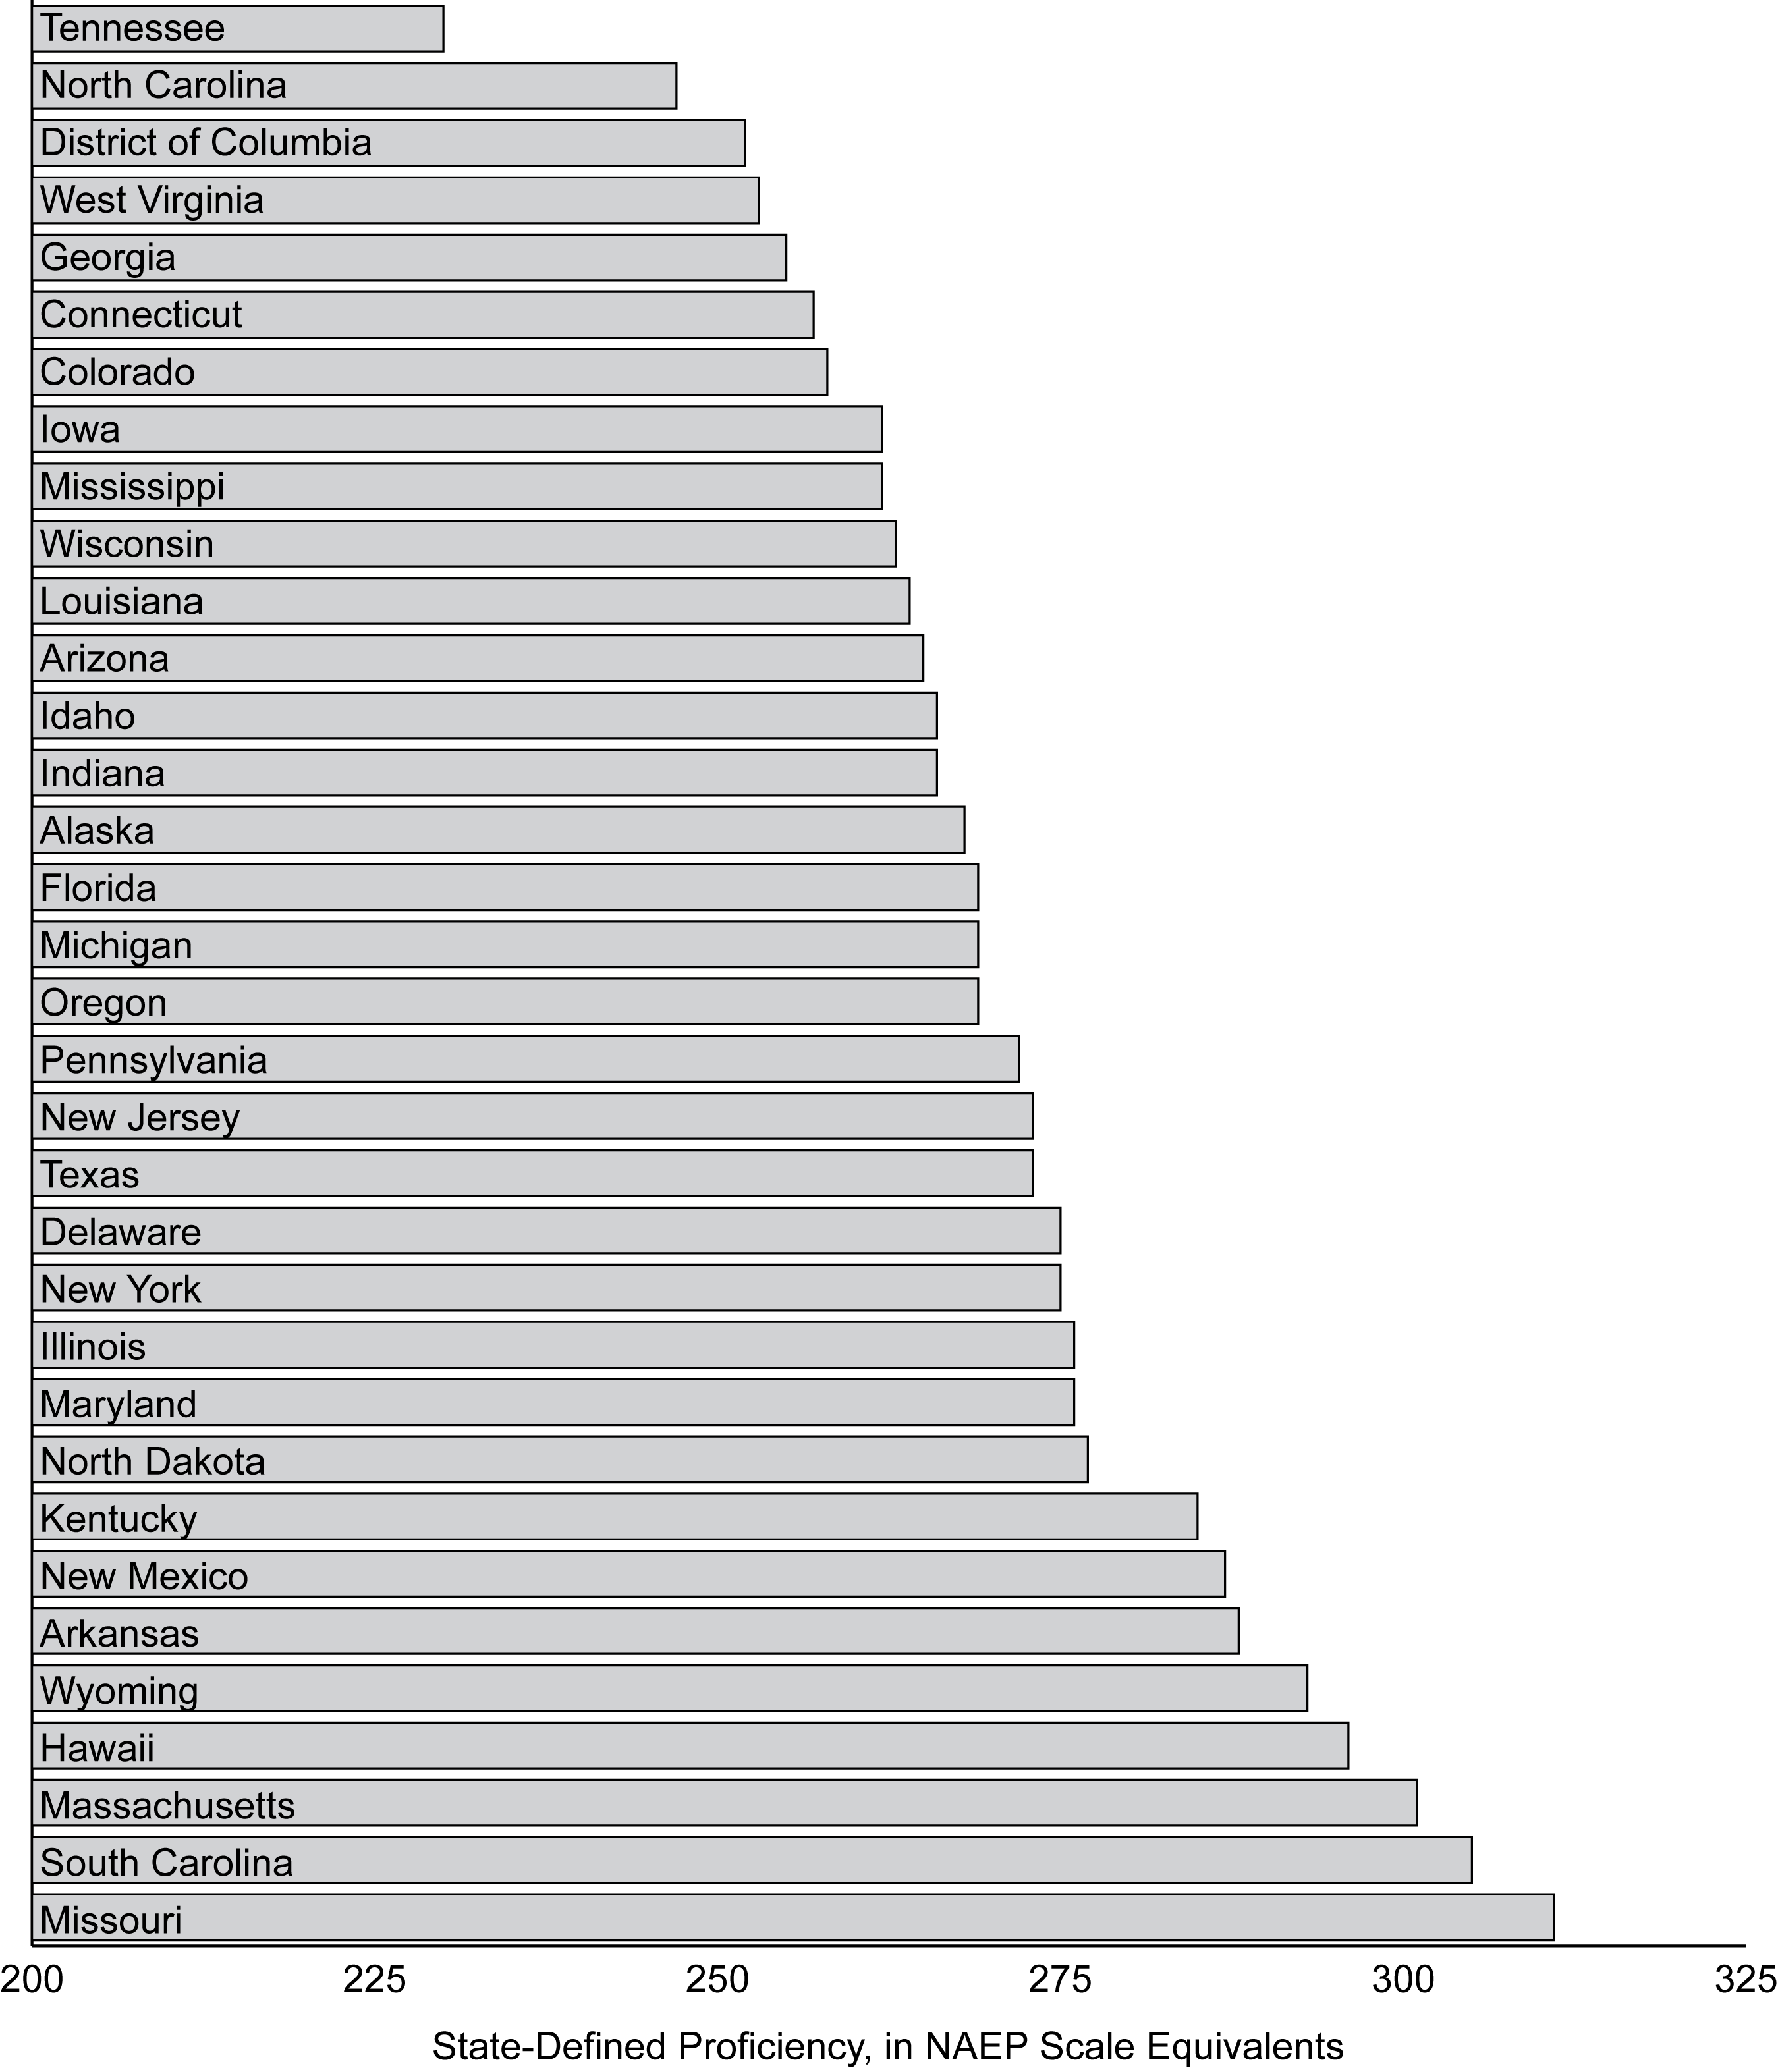 Tennessee
North Carolina
District of Columbia
West Virginia
Georgia
Connecticut
Colorado
Iowa
Mississippi
Wisconsin
Louisiana
Arizona
Idaho
Indiana
Alaska
Florida
Michigan
Oregon
Pennsylvania
New Jersey
Texas
Delaware
New York
Illinois
Maryland
North Dakota
Kentucky
New Mexico
Arkansas
Wyoming
Hawaii
Massachusetts
South Carolina
Missouri
200 225 250 275 300 325
State-Defined Proficiency, in NAEP Scale Equivalents